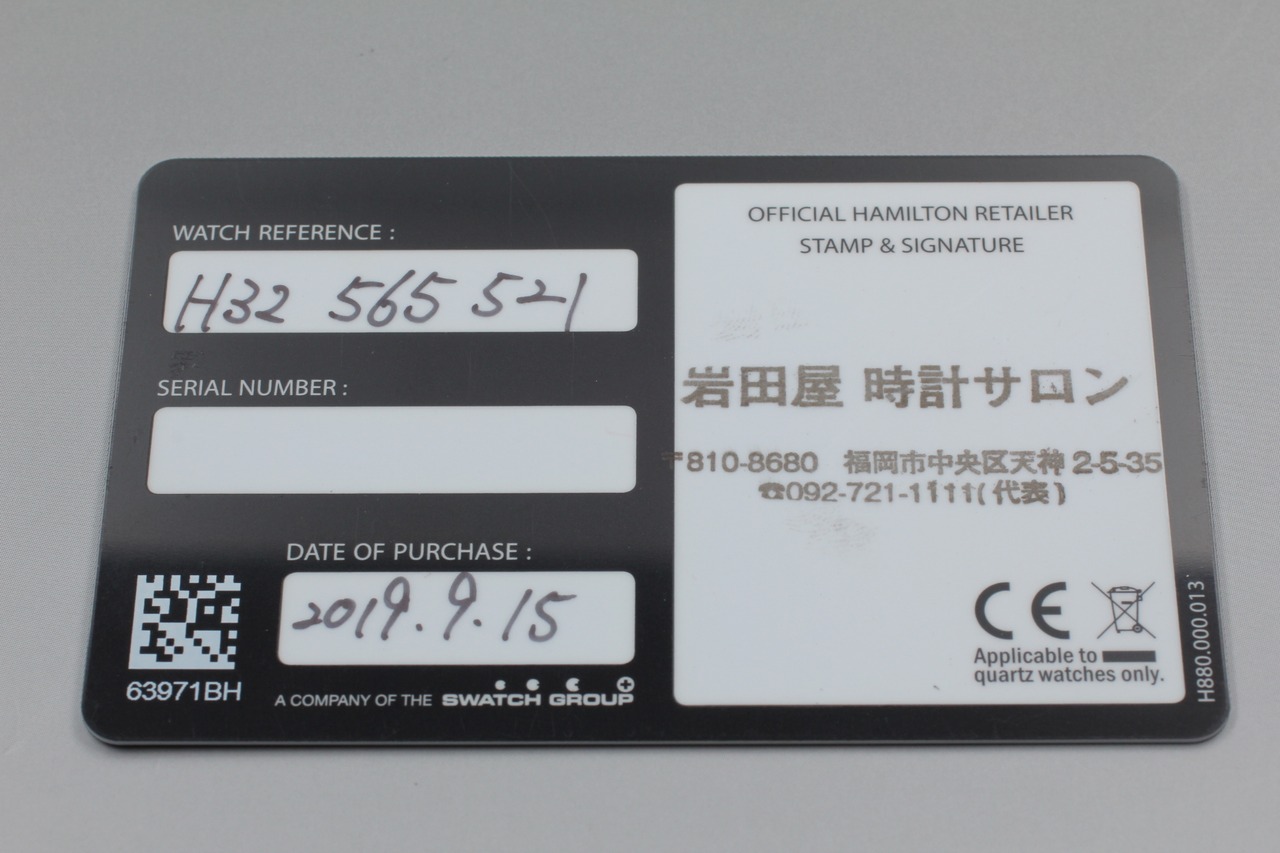 WATCH REFERENCE :
H32 565 521
SERIAL NUMBER :
DATE OF PURCHASE :
2019.9.15
63971BH
A COMPANY OF THE SWATCH GROUP
OFFICIAL HAMILTON RETAILER
STAMP & SIGNATURE
岩田屋 時計サロン
〒810-8680 福岡市中央区天神2-5-35
☎092-721-1111(代表)
CE
Applicable to
quartz watches only.
H880.000.013